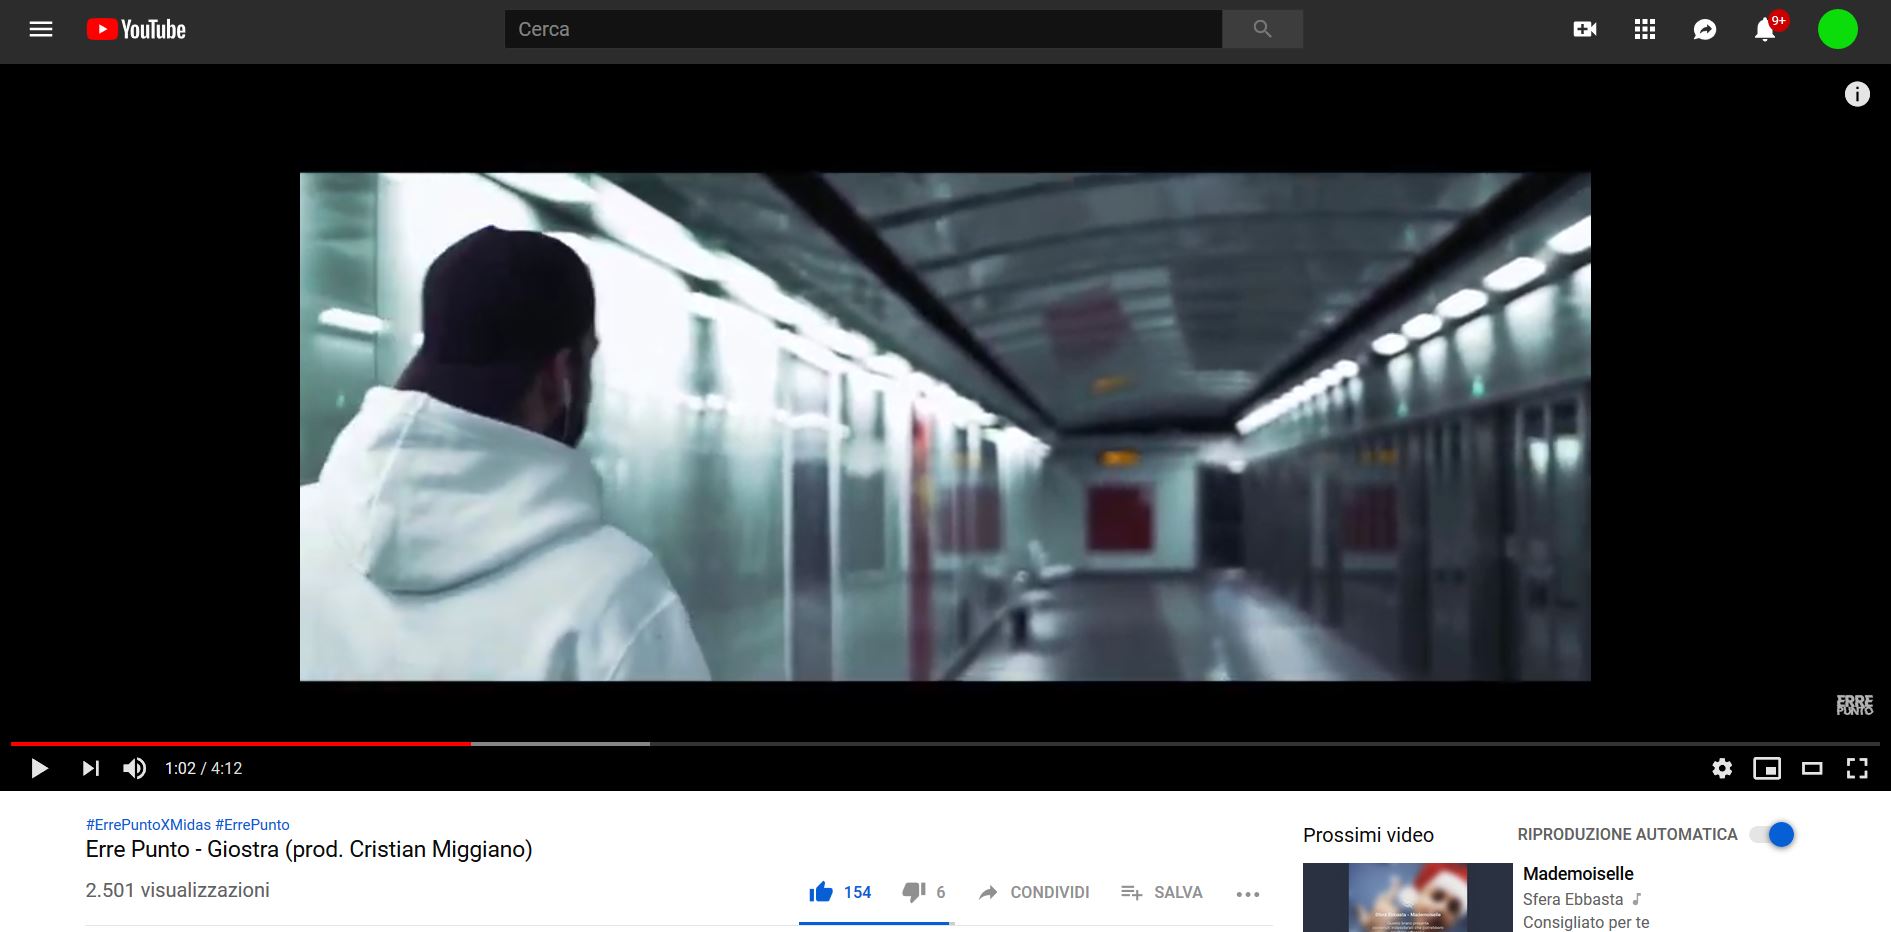 YouTube
Cerca
9+
ERRE
PUNTO
1:02 / 4:12
#ErrePuntoXMidas #ErrePunto
Erre Punto - Giostra (prod. Cristian Miggiano)
2.501 visualizzazioni
154
6
CONDIVIDI
SALVA
Prossimi video
RIPRODUZIONE AUTOMATICA
Mademoiselle
Sfera Ebbasta
Consigliato per te